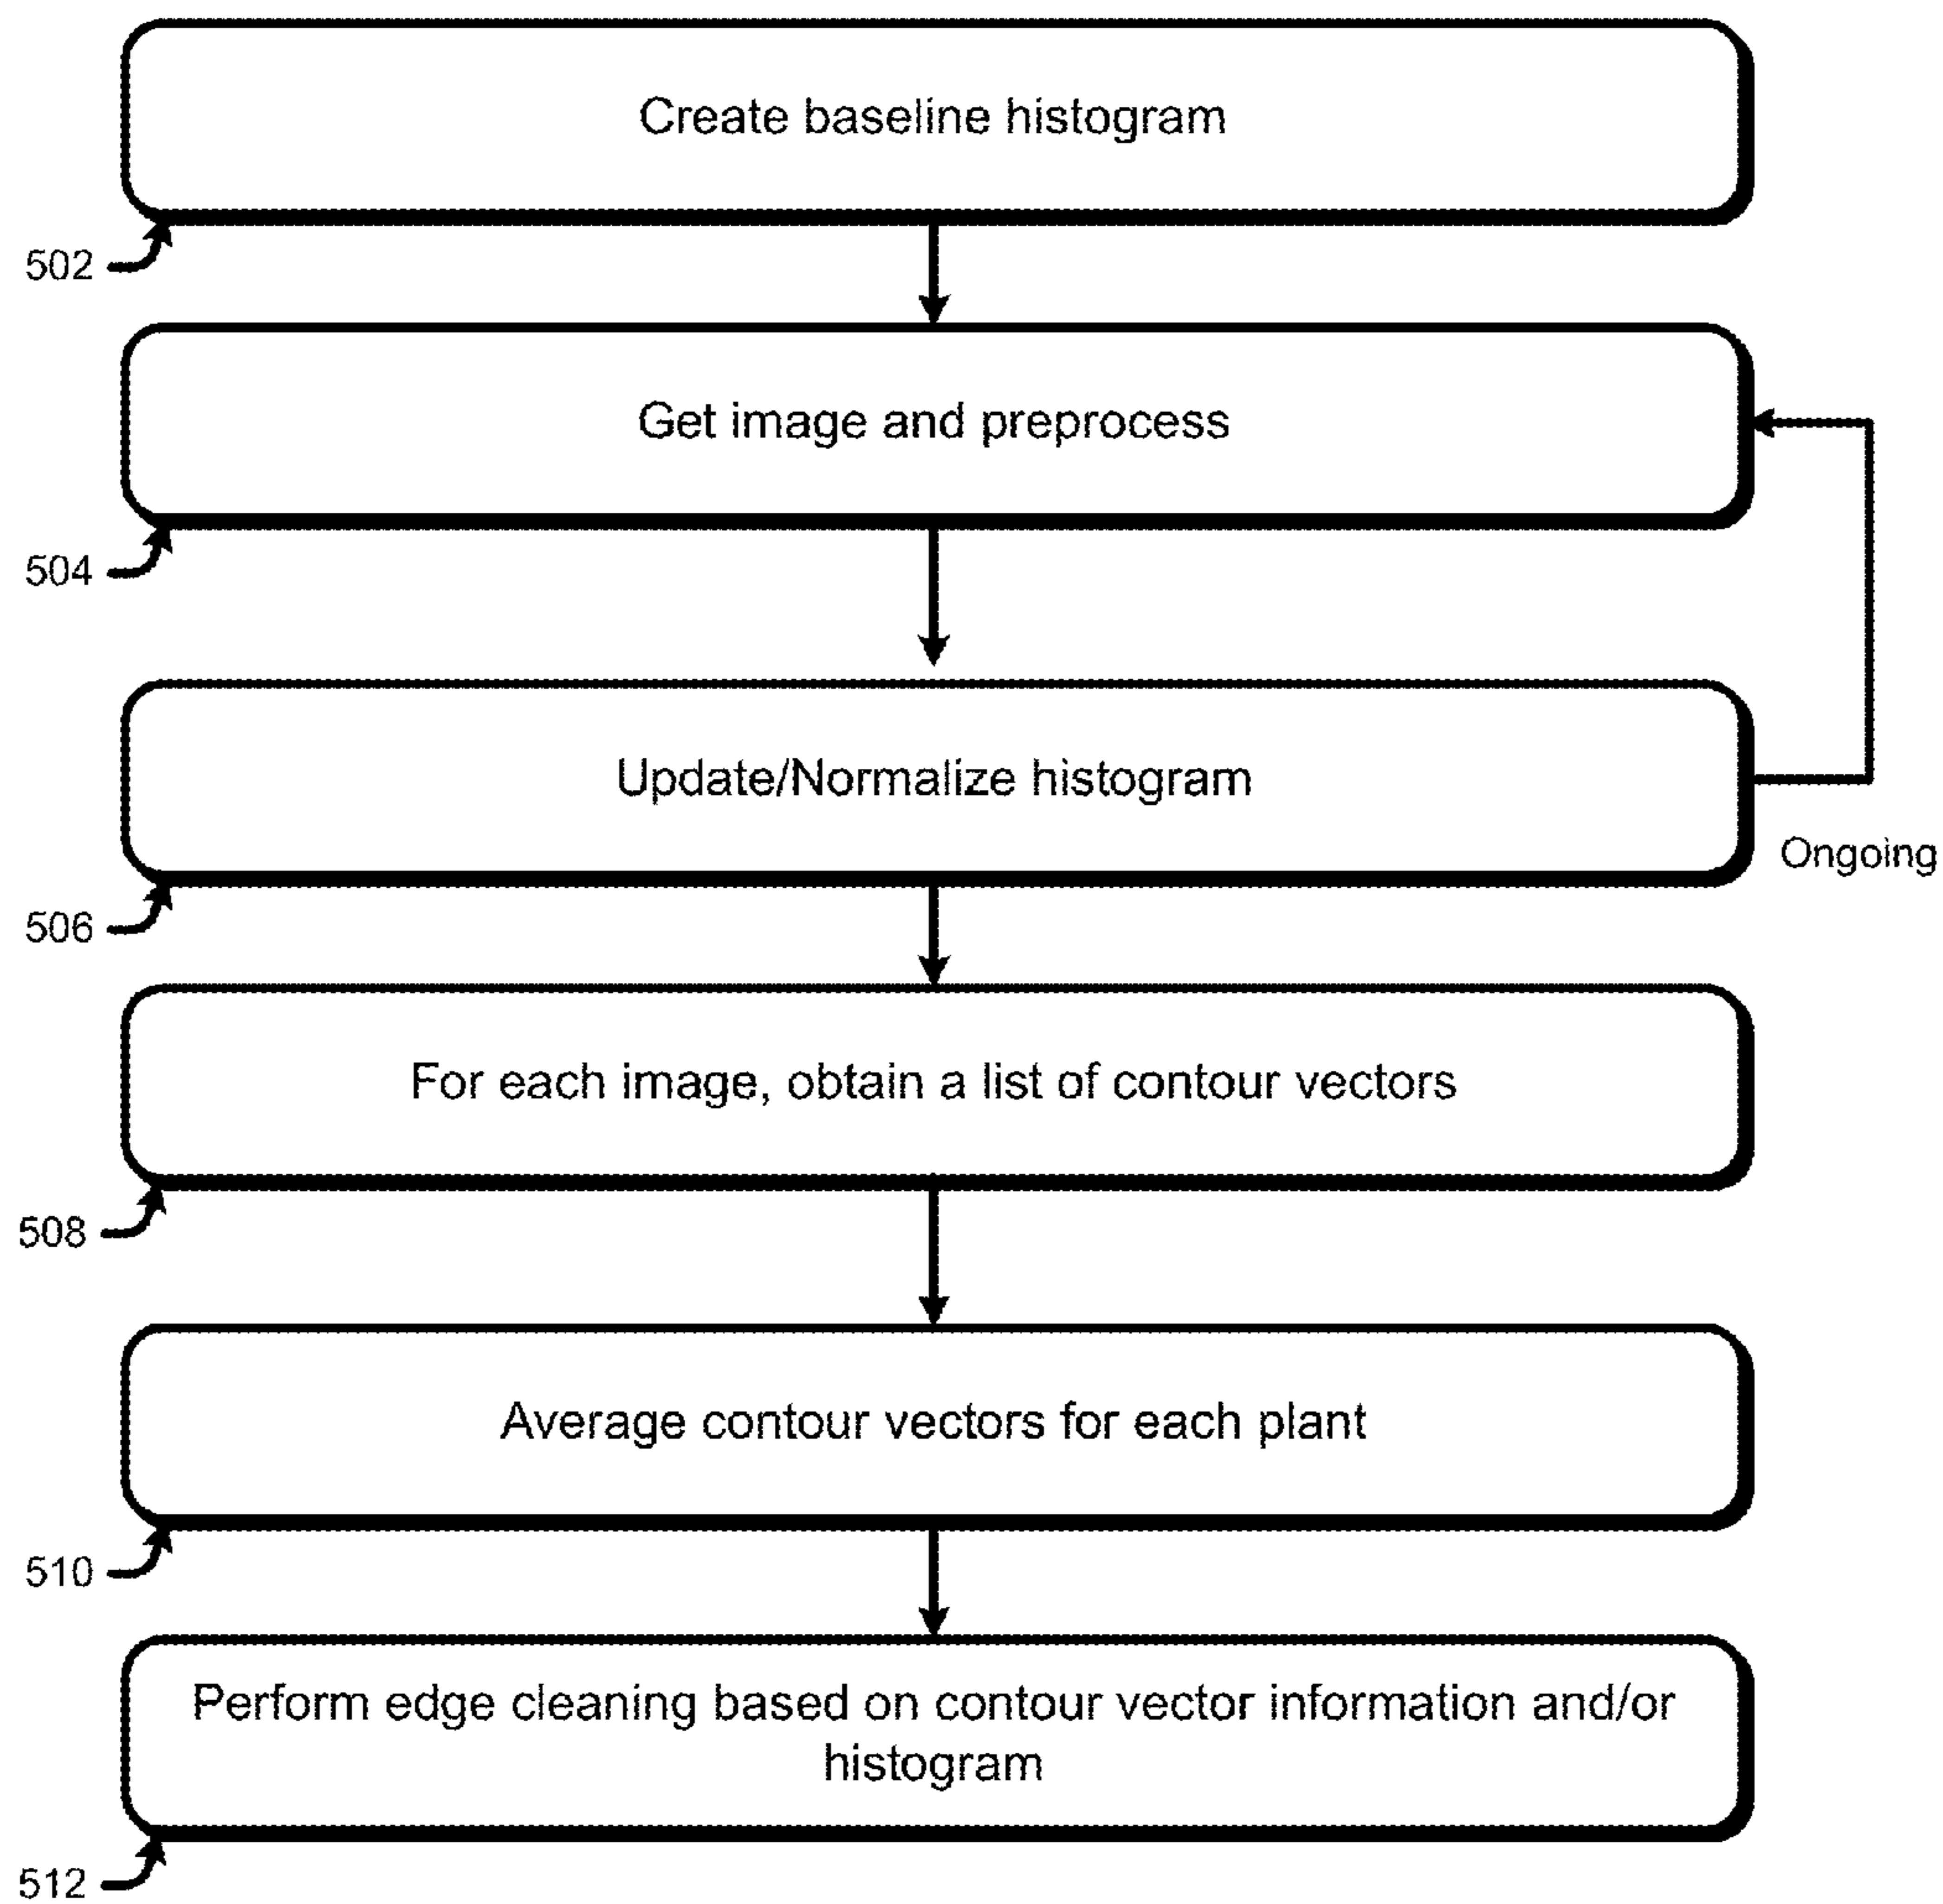 Create baseline histogram
502
Get image and preprocess
504
Update/Normalize histogram
Ongoing
506
For each image, obtain a list of contour vectors
508
Average contour vectors for each plant
510
Perform edge cleaning based on contour vector information and/or
histogram
512